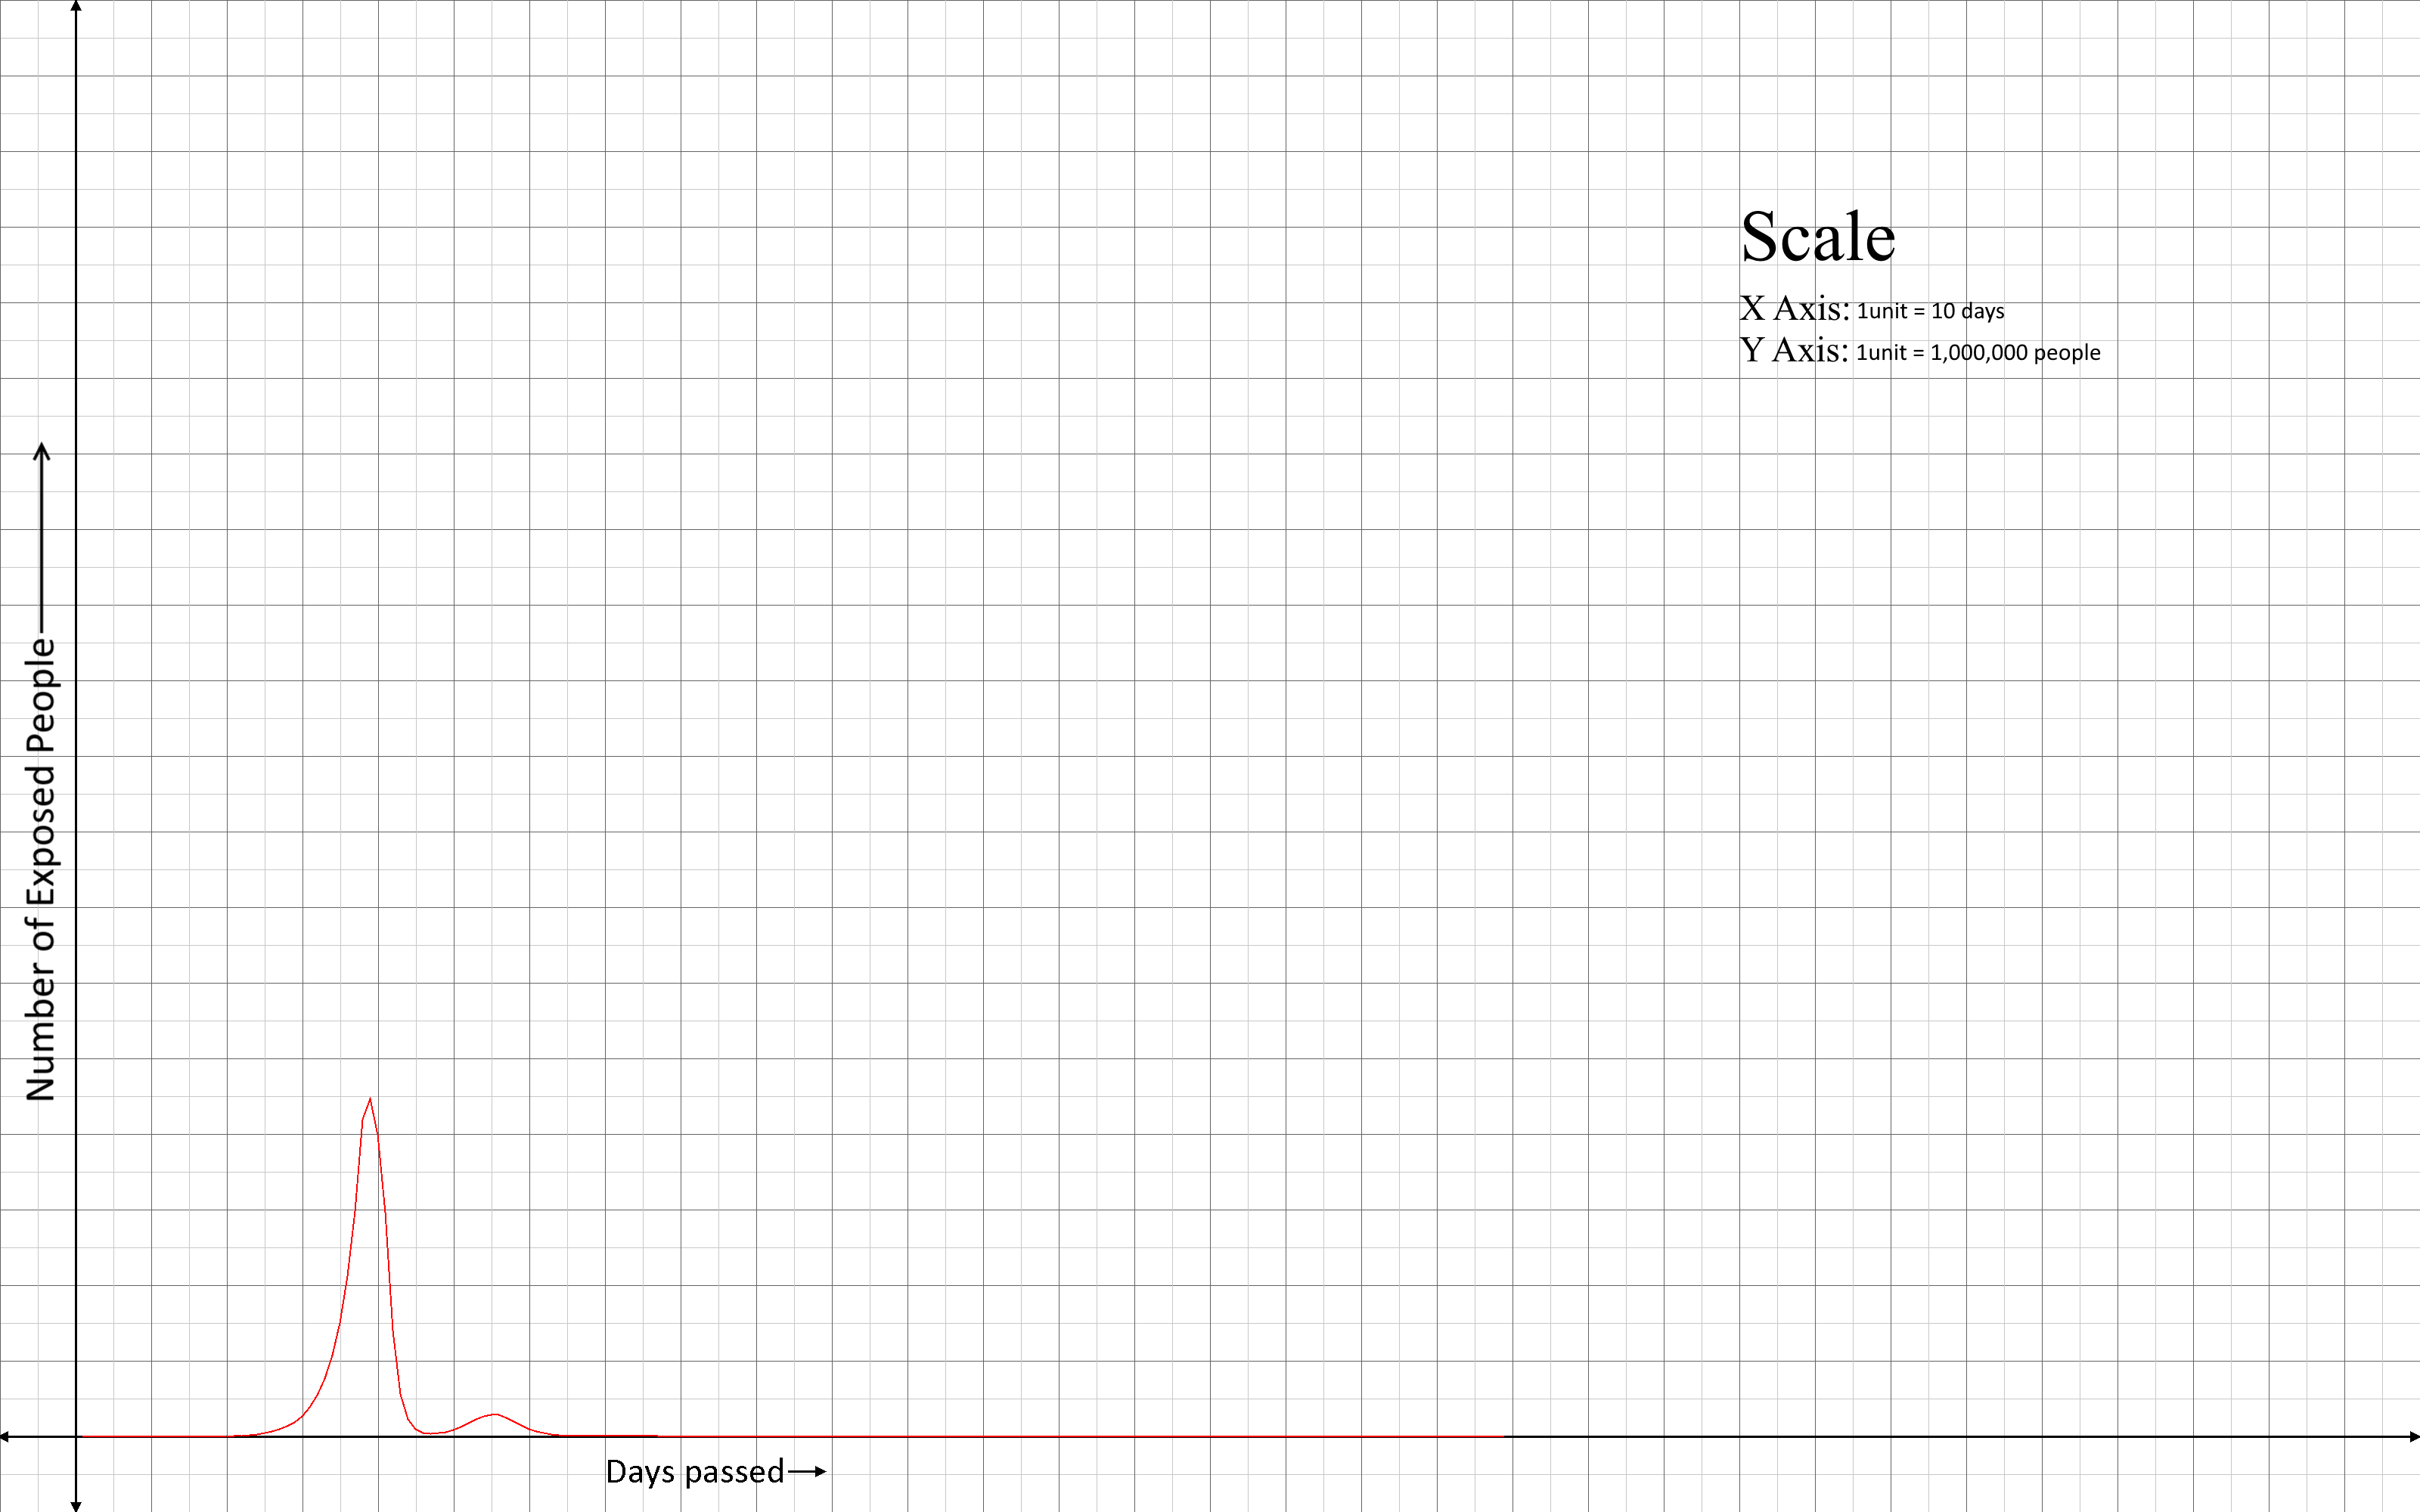 Scale
X Axis: 1unit = 10 days
Y Axis: 1unit = 1,000,000 people
Number of Exposed People
Days passed